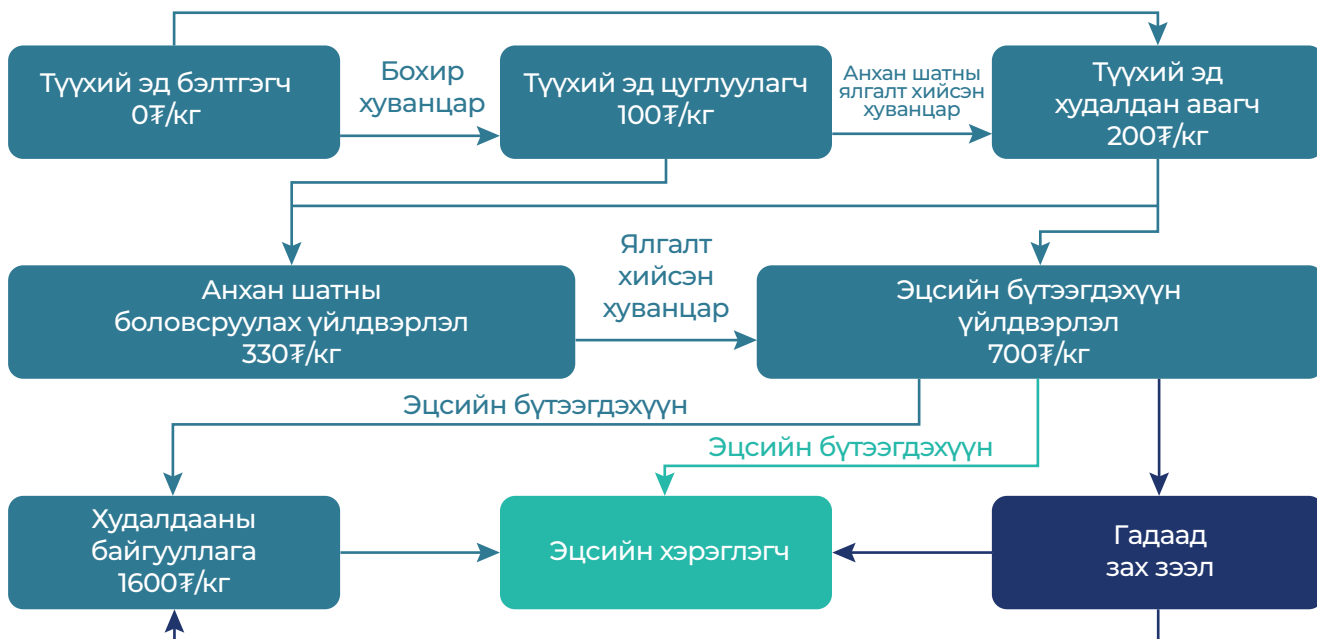 Түүхий эд бэлтгэгч
0₮/кг
Бохир
хуванцар
Түүхий эд цуглуулагч
100₮/кг
Анхан шатны
ялгалт хийсэн
хуванцар
Түүхий эд
худалдан авагч
200₮/кг
Анхан шатны
боловсруулах үйлдвэрлэл
330₮/кг
Ялгалт
хийсэн
хуванцар
Эцсийн бүтээгдэхүүн
үйлдвэрлэл
700₮/кг
Эцсийн бүтээгдэхүүн
Эцсийн бүтээгдэхүүн
Худалдааны
байгууллага
1600₮/кг
Эцсийн хэрэглэгч
Гадаад
зах зээл